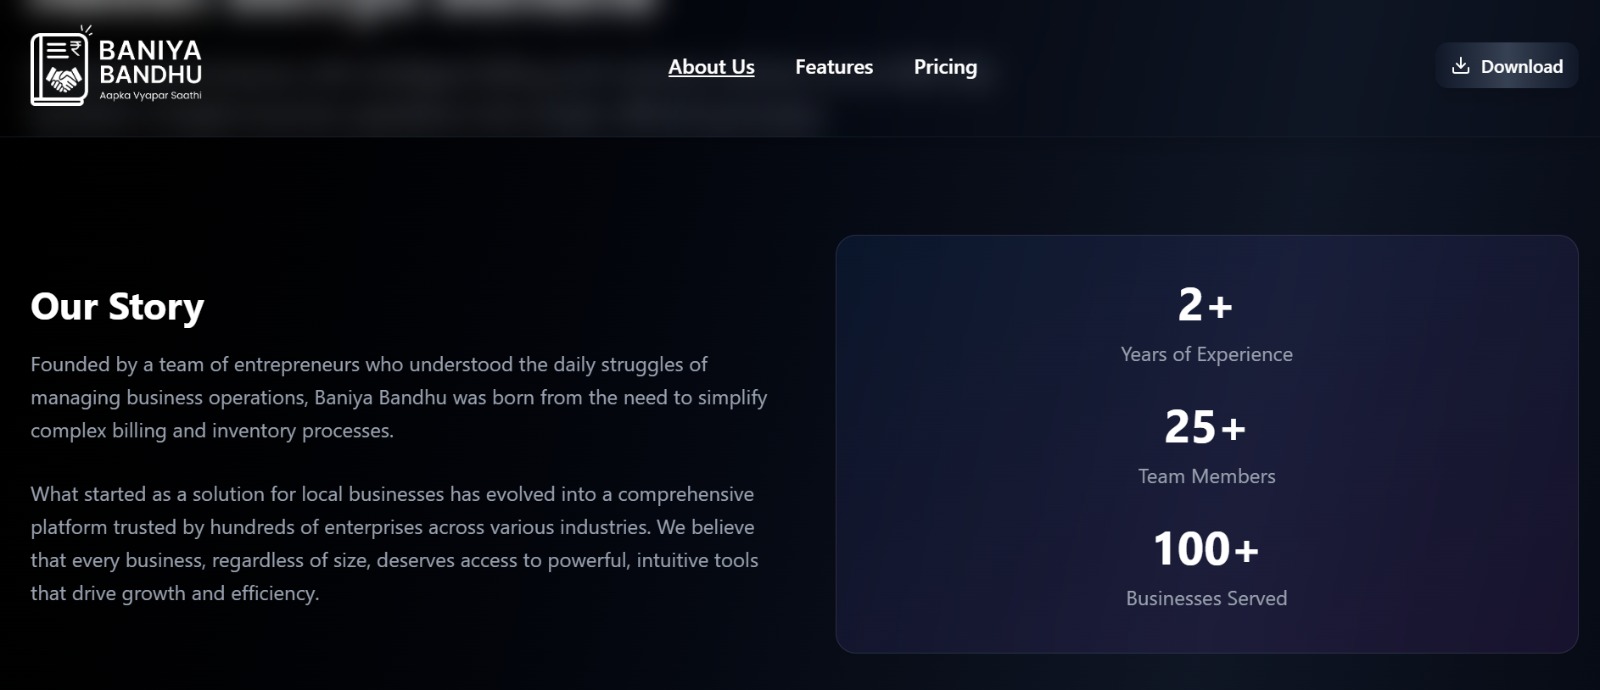 BANIYA
BANDHU
Aapka Vyapar Saathi
About Us
Features
Pricing
Download
Our Story
Founded by a team of entrepreneurs who understood the daily struggles of
managing business operations, Baniya Bandhu was born from the need to simplify
complex billing and inventory processes.
What started as a solution for local businesses has evolved into a comprehensive
platform trusted by hundreds of enterprises across various industries. We believe
that every business, regardless of size, deserves access to powerful, intuitive tools
that drive growth and efficiency.
2+
Years of Experience
25+
Team Members
100+
Businesses Served